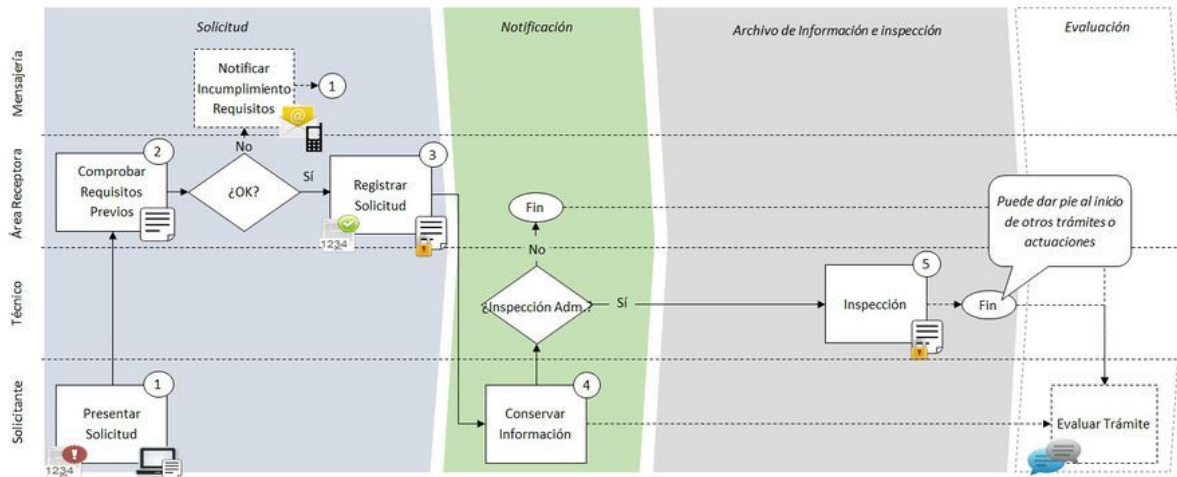 Solicitud
Notificación
Archivo de Información e inspección
Evaluación
Mensajería
Notificar
Incumplimiento
Requisitos
1
@
No
Área Receptora
Comprobar
Requisitos
Previos
2
¿OK?
Sí
Registrar
Solicitud
3
1234
Fin
No
Puede dar pie al inicio
de otros trámites o
actuaciones
Técnico
¿Inspección Adm.?
Sí
Inspección
5
Fin
Solicitante
Presentar
Solicitud
1
1234
Conservar
Información
4
Evaluar Trámite